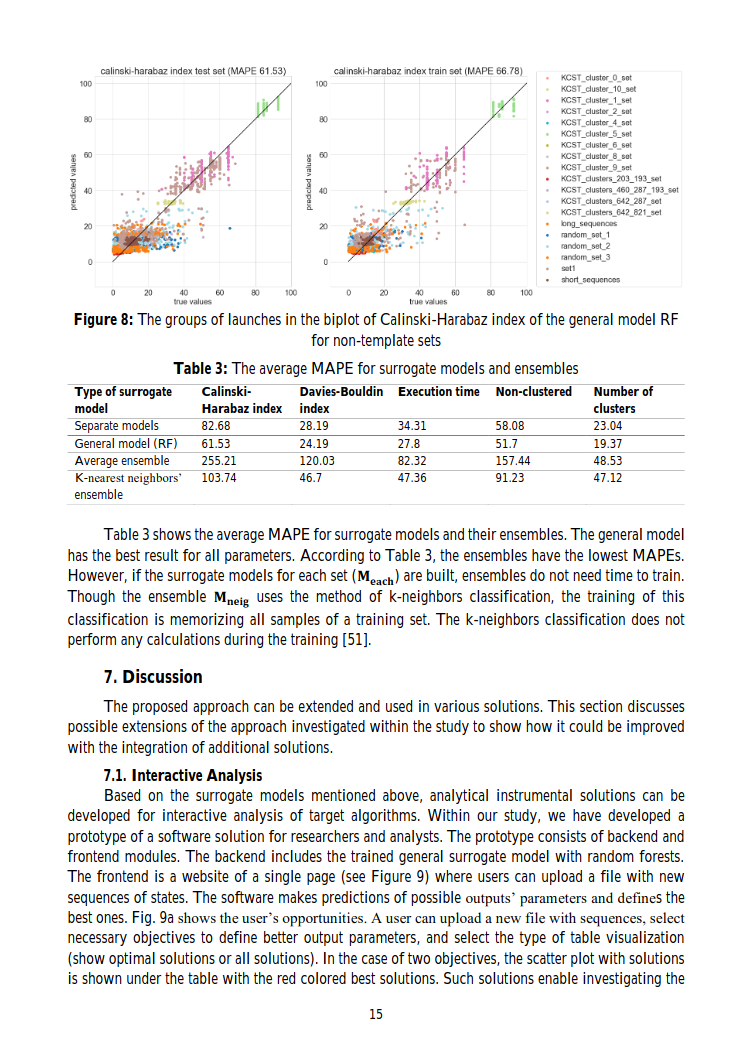 calinski-harabaz index test set (MAPE 61.53)
100
80
60
40
20
0
predicted values
0 20 40 60 80 100
true values
calinski-harabaz index train set (MAPE 66.78)
100
80
60
40
20
0
predicted values
0 20 40 60 80 100
true values
KCST_cluster_0_set
KCST_cluster_10_set
KCST_cluster_1_set
KCST_cluster_2_set
KCST_cluster_4_set
KCST_cluster_5_set
KCST_cluster_6_set
KCST_cluster_8_set
KCST_cluster_9_set
KCST_clusters_203_193_set
KCST_clusters_460_287_193_set
KCST_clusters_642_287_set
KCST_clusters_642_821_set
long_sequences
random_set_1
random_set_2
random_set_3
set1
short_sequences
Figure 8: The groups of launches in the biplot of Calinski-Harabaz index of the general model RF
for non-template sets
Table 3: The average MAPE for surrogate models and ensembles
Type of surrogate Calinski- Davies-Bouldin Execution time Non-clustered Number of
model Harabaz index index clusters
Separate models 82.68 28.19 34.31 58.08 23.04
General model (RF) 61.53 24.19 27.8 51.7 19.37
Average ensemble 255.21 120.03 82.32 157.44 48.53
K-nearest neighbors’ 103.74 46.7 47.36 91.23 47.12
ensemble
Table 3 shows the average MAPE for surrogate models and their ensembles. The general model
has the best result for all parameters. According to Table 3, the ensembles have the lowest MAPEs.
However, if the surrogate models for each set (Meach) are built, ensembles do not need time to train.
Though the ensemble Mneig uses the method of k-neighbors classification, the training of this
classification is memorizing all samples of a training set. The k-neighbors classification does not
perform any calculations during the training [51].
7. Discussion
The proposed approach can be extended and used in various solutions. This section discusses
possible extensions of the approach investigated within the study to show how it could be improved
with the integration of additional solutions.
7.1. Interactive Analysis
Based on the surrogate models mentioned above, analytical instrumental solutions can be
developed for interactive analysis of target algorithms. Within our study, we have developed a
prototype of a software solution for researchers and analysts. The prototype consists of backend and
frontend modules. The backend includes the trained general surrogate model with random forests.
The frontend is a website of a single page (see Figure 9) where users can upload a file with new
sequences of states. The software makes predictions of possible outputs’ parameters and defines the
best ones. Fig. 9a shows the user’s opportunities. A user can upload a new file with sequences, select
necessary objectives to define better output parameters, and select the type of table visualization
(show optimal solutions or all solutions). In the case of two objectives, the scatter plot with solutions
is shown under the table with the red colored best solutions. Such solutions enable investigating the
15